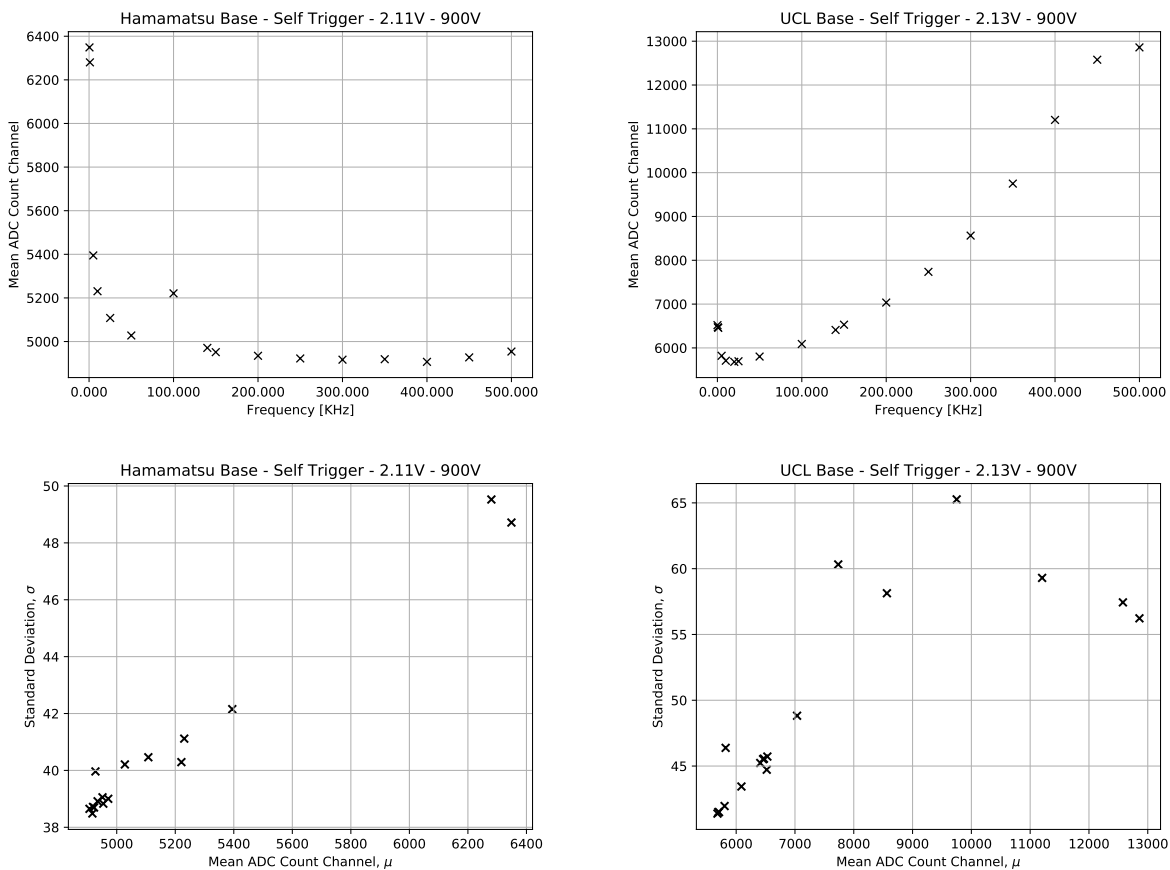 Hamamatsu Base - Self Trigger - 2.11V - 900V
6400
6200
6000
5800
5600
5400
5200
5000
Mean ADC Count Channel
0.000 100.000 200.000 300.000 400.000 500.000
Frequency [KHz]
UCL Base - Self Trigger - 2.13V - 900V
13000
12000
11000
10000
9000
8000
7000
6000
Mean ADC Count Channel
0.000 100.000 200.000 300.000 400.000 500.000
Frequency [KHz]
Hamamatsu Base - Self Trigger - 2.11V - 900V
50
48
46
44
42
40
38
Standard Deviation, σ
5000 5200 5400 5600 5800 6000 6200 6400
Mean ADC Count Channel, μ
UCL Base - Self Trigger - 2.13V - 900V
65
60
55
50
45
Standard Deviation, σ
6000 7000 8000 9000 10000 11000 12000 13000
Mean ADC Count Channel, μ